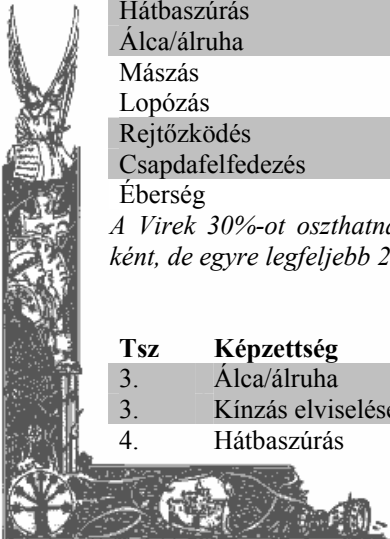 Hátbaszúrás
Álca/álruha
Mászás
Lopózás
Rejtőzködés
Csapdafelfedezés
Éberség
A Virek 30%-ot oszthatn
ként, de egyre legfeljebb 2
Tsz Képzettség
3. Álca/álruha
3. Kínzás elviselése
4. Hátbaszúrás